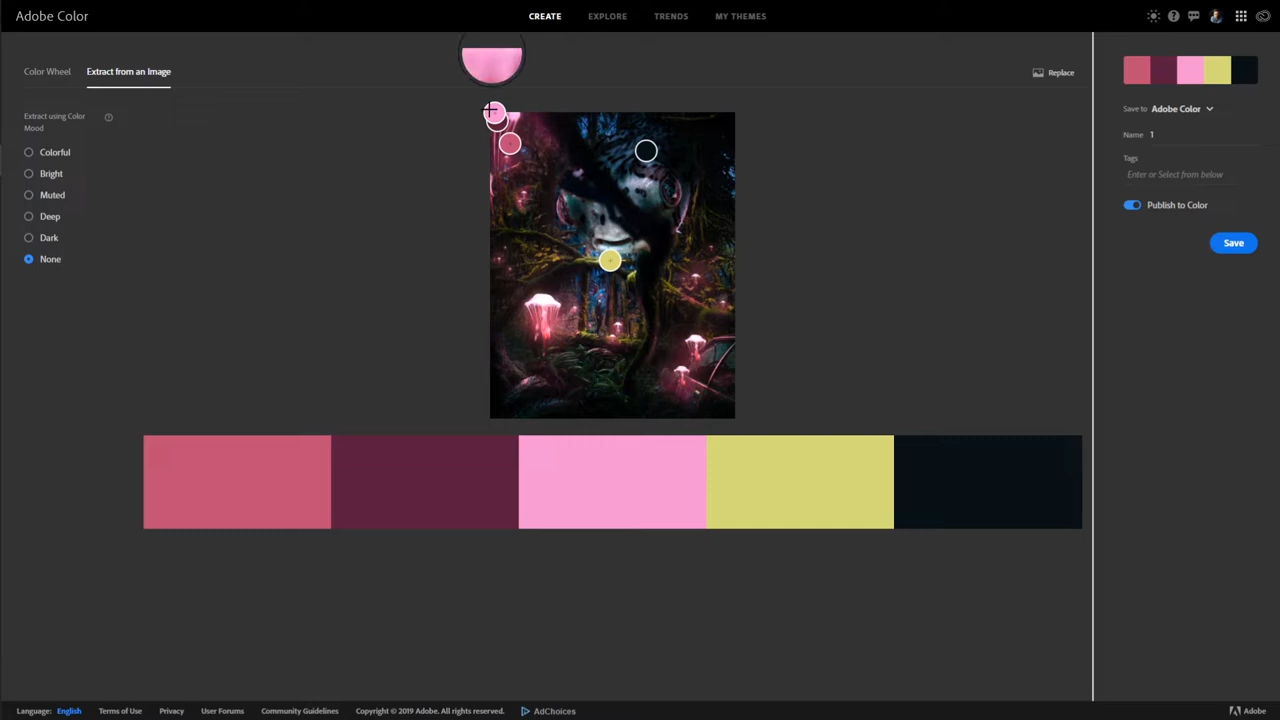 Adobe Color
CREATE EXPLORE TRENDS MY THEMES
Color Wheel Extract from an Image
Replace
Extract using Color
Mood
Colorful
Bright
Muted
Deep
Dark
None
Save to Adobe Color
Name 1
Tags
Enter or Select from below
Publish to Color
Save
Language: English Terms of Use Privacy User Forums Community Guidelines Copyright © 2019 Adobe. All rights reserved. AdChoices
Adobe